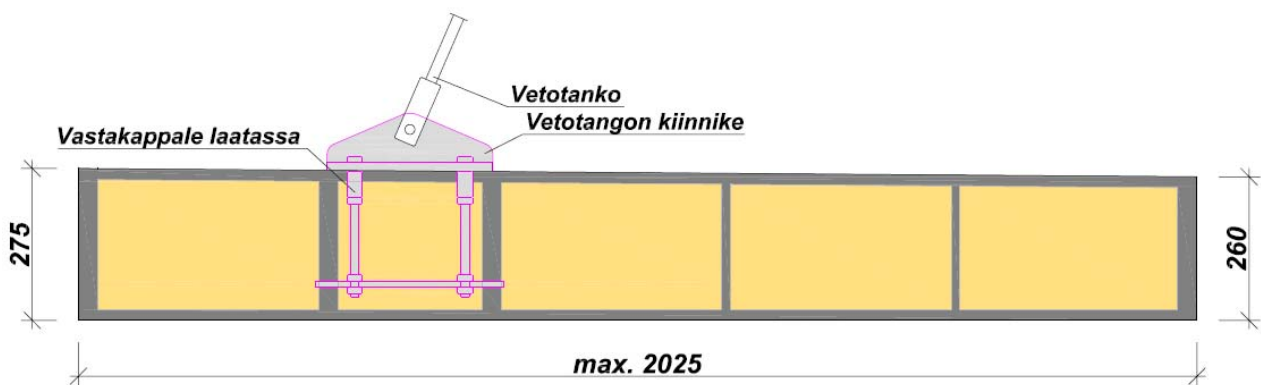 Vetotanko
Vetotangon kiinnike
Vastakappale laatassa
275
260
max. 2025